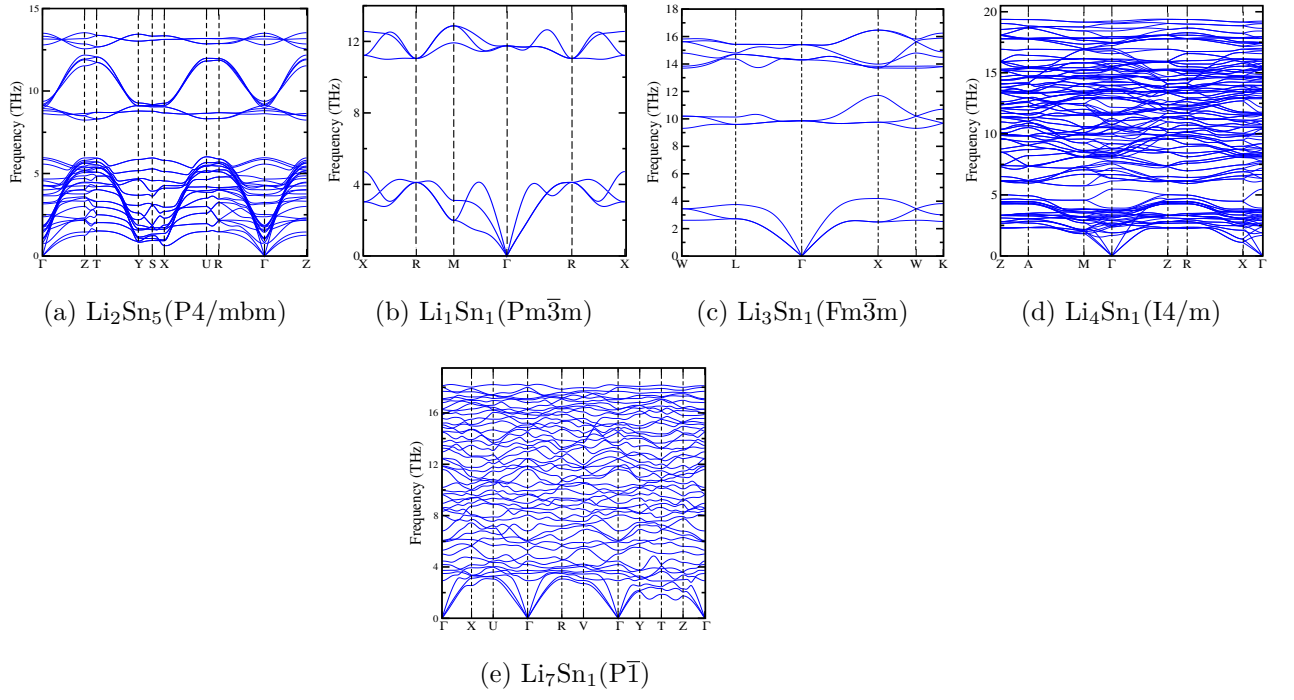 Frequency (THz)
15
10
5
0
Γ Z T Y S X U R Γ Z
(a) Li₂Sn₅(P4/mbm)
Frequency (THz)
12
8
4
0
X R M Γ R X
(b) Li₁Sn₁(Pm3̅m)
Frequency (THz)
18
16
14
12
10
8
6
4
2
0
W L Γ X W K
(c) Li₃Sn₁(Fm3̅m)
Frequency (THz)
20
15
10
5
0
Z A M Γ Z R X Γ
(d) Li₄Sn₁(I4/m)
Frequency (THz)
16
12
8
4
0
Γ X U Γ R V Γ Y T Z Γ
(e) Li₇Sn₁(P1̅)